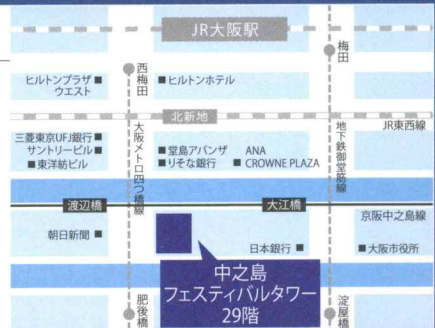 JR大阪駅
梅田
西梅田
ヒルトンプラザ
ウエスト
ヒルトンホテル
北新地
JR東西線
三菱東京UFJ銀行
サントリービル
東洋紡ビル
大阪メトロ四つ橋線
堂島アバンザ
りそな銀行
ANA
CROWNE PLAZA
地下鉄御堂筋線
渡辺橋
大江橋
京阪中之島線
朝日新聞
日本銀行
大阪市役所
中之島
フェスティバルタワー
29階
肥後橋
淀屋橋